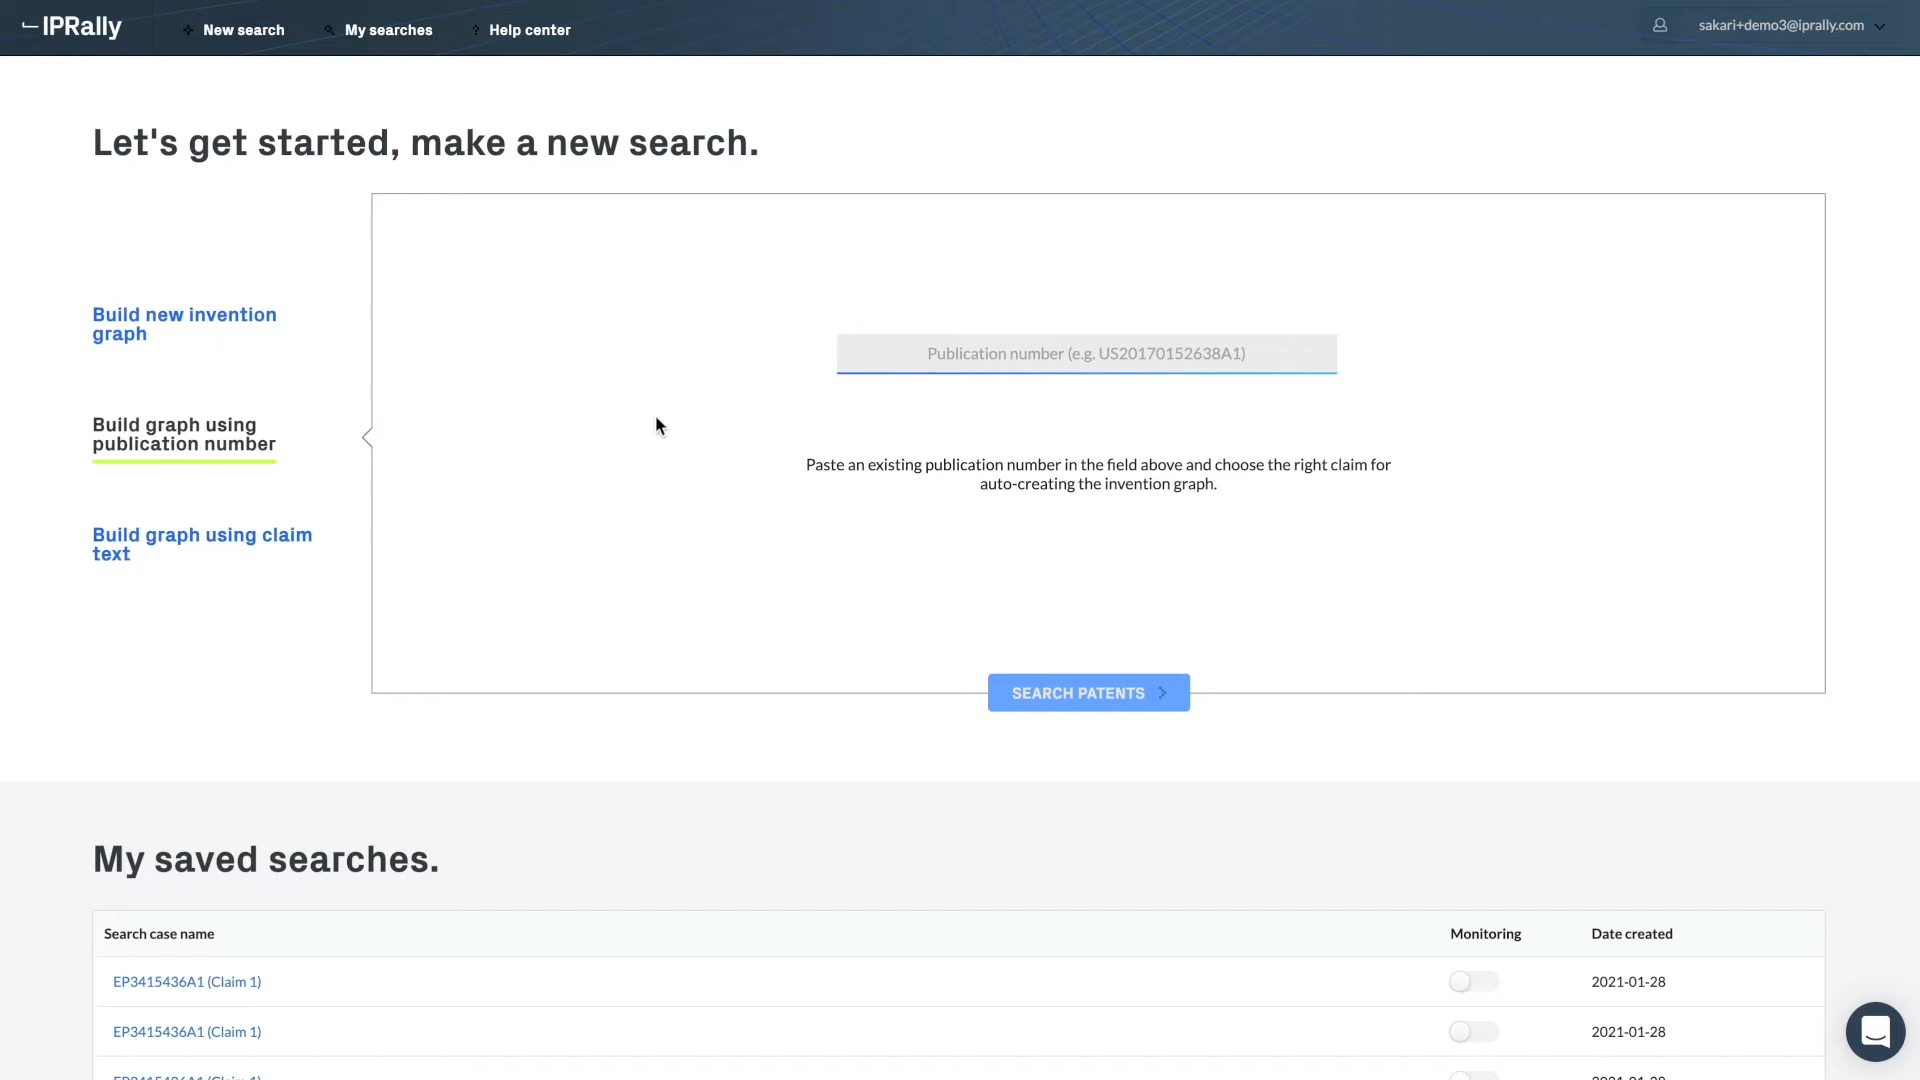 IPRally
New search
My searches
Help center
sakari+demo3@iprally.com
Let's get started, make a new search.
Build new invention
graph
Publication number (e.g. US20170152638A1)
Build graph using
publication number
Paste an existing publication number in the field above and choose the right claim for
auto-creating the invention graph.
Build graph using claim
text
SEARCH PATENTS
My saved searches.
Search case name Monitoring Date created
EP3415436A1 (Claim 1) 2021-01-28
EP3415436A1 (Claim 1) 2021-01-28